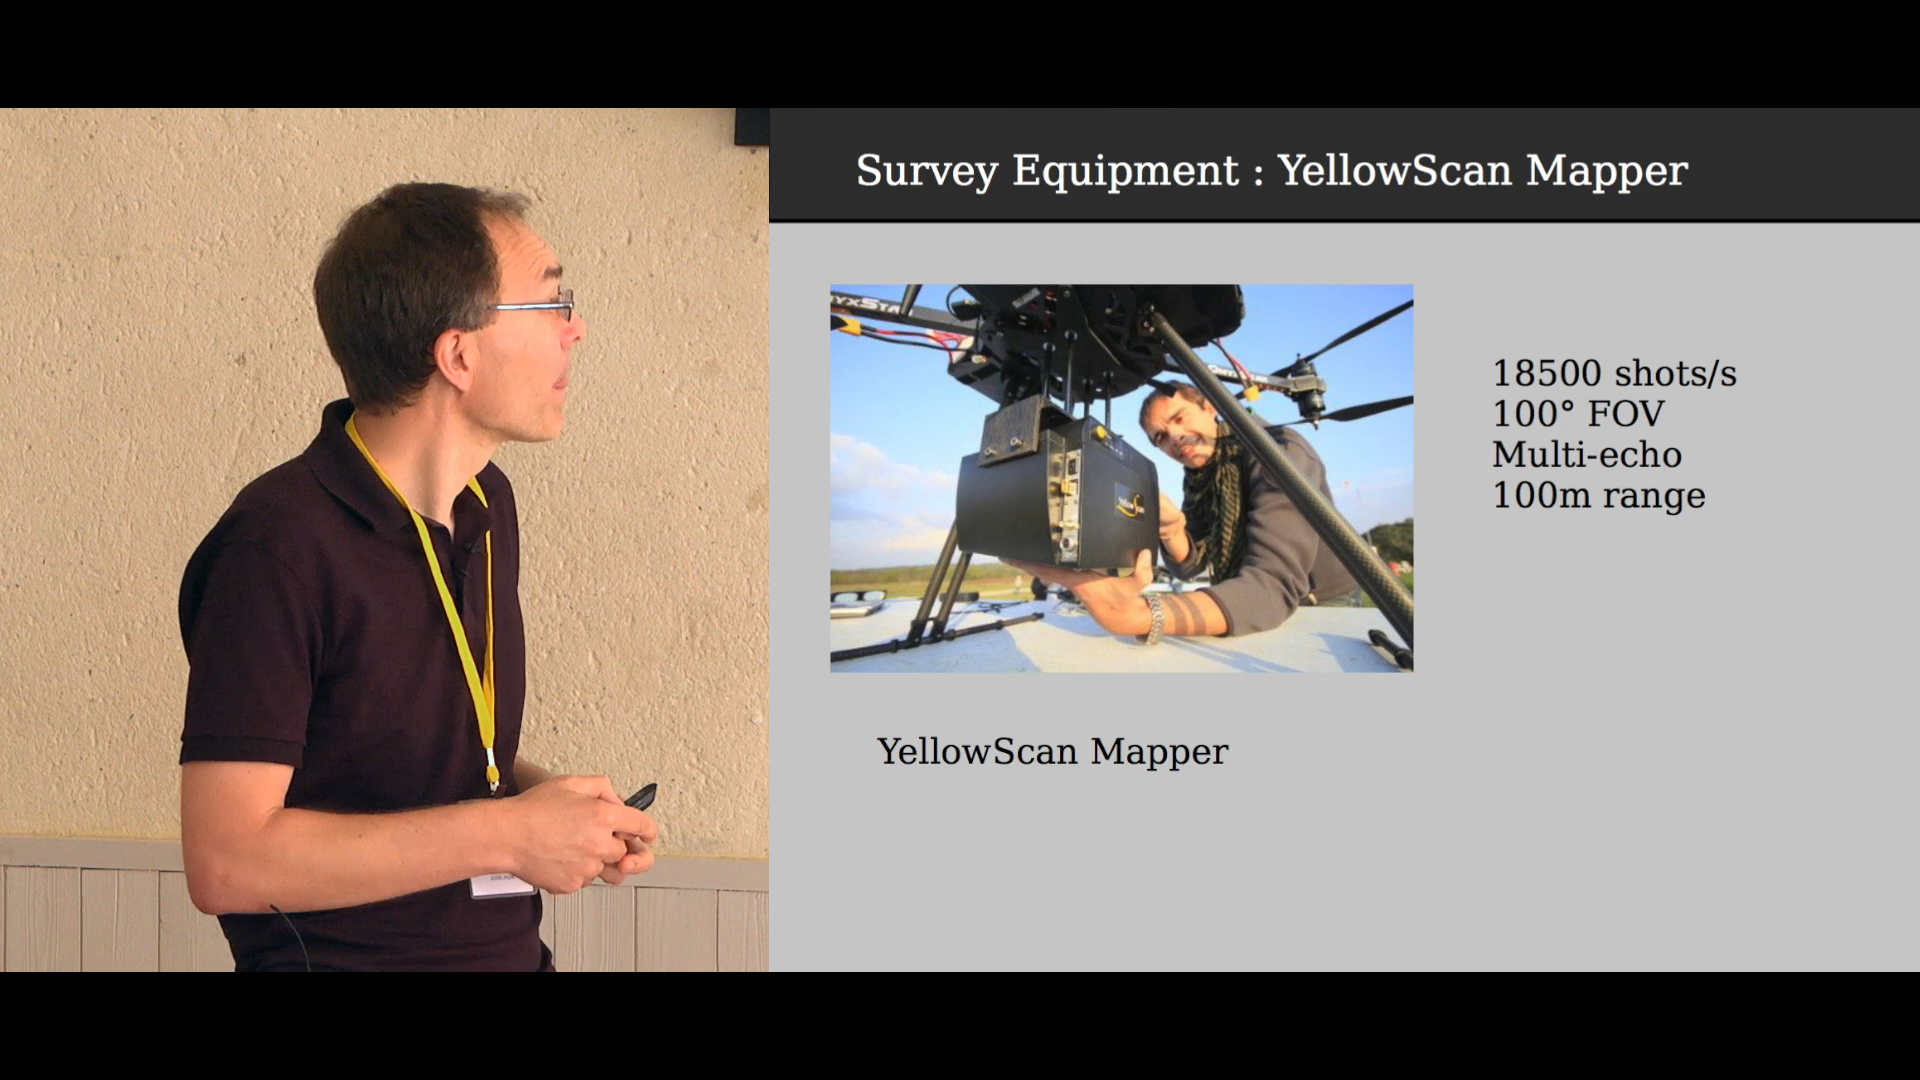 Survey Equipment : YellowScan Mapper
18500 shots/s
100° FOV
Multi-echo
100m range
YellowScan Mapper